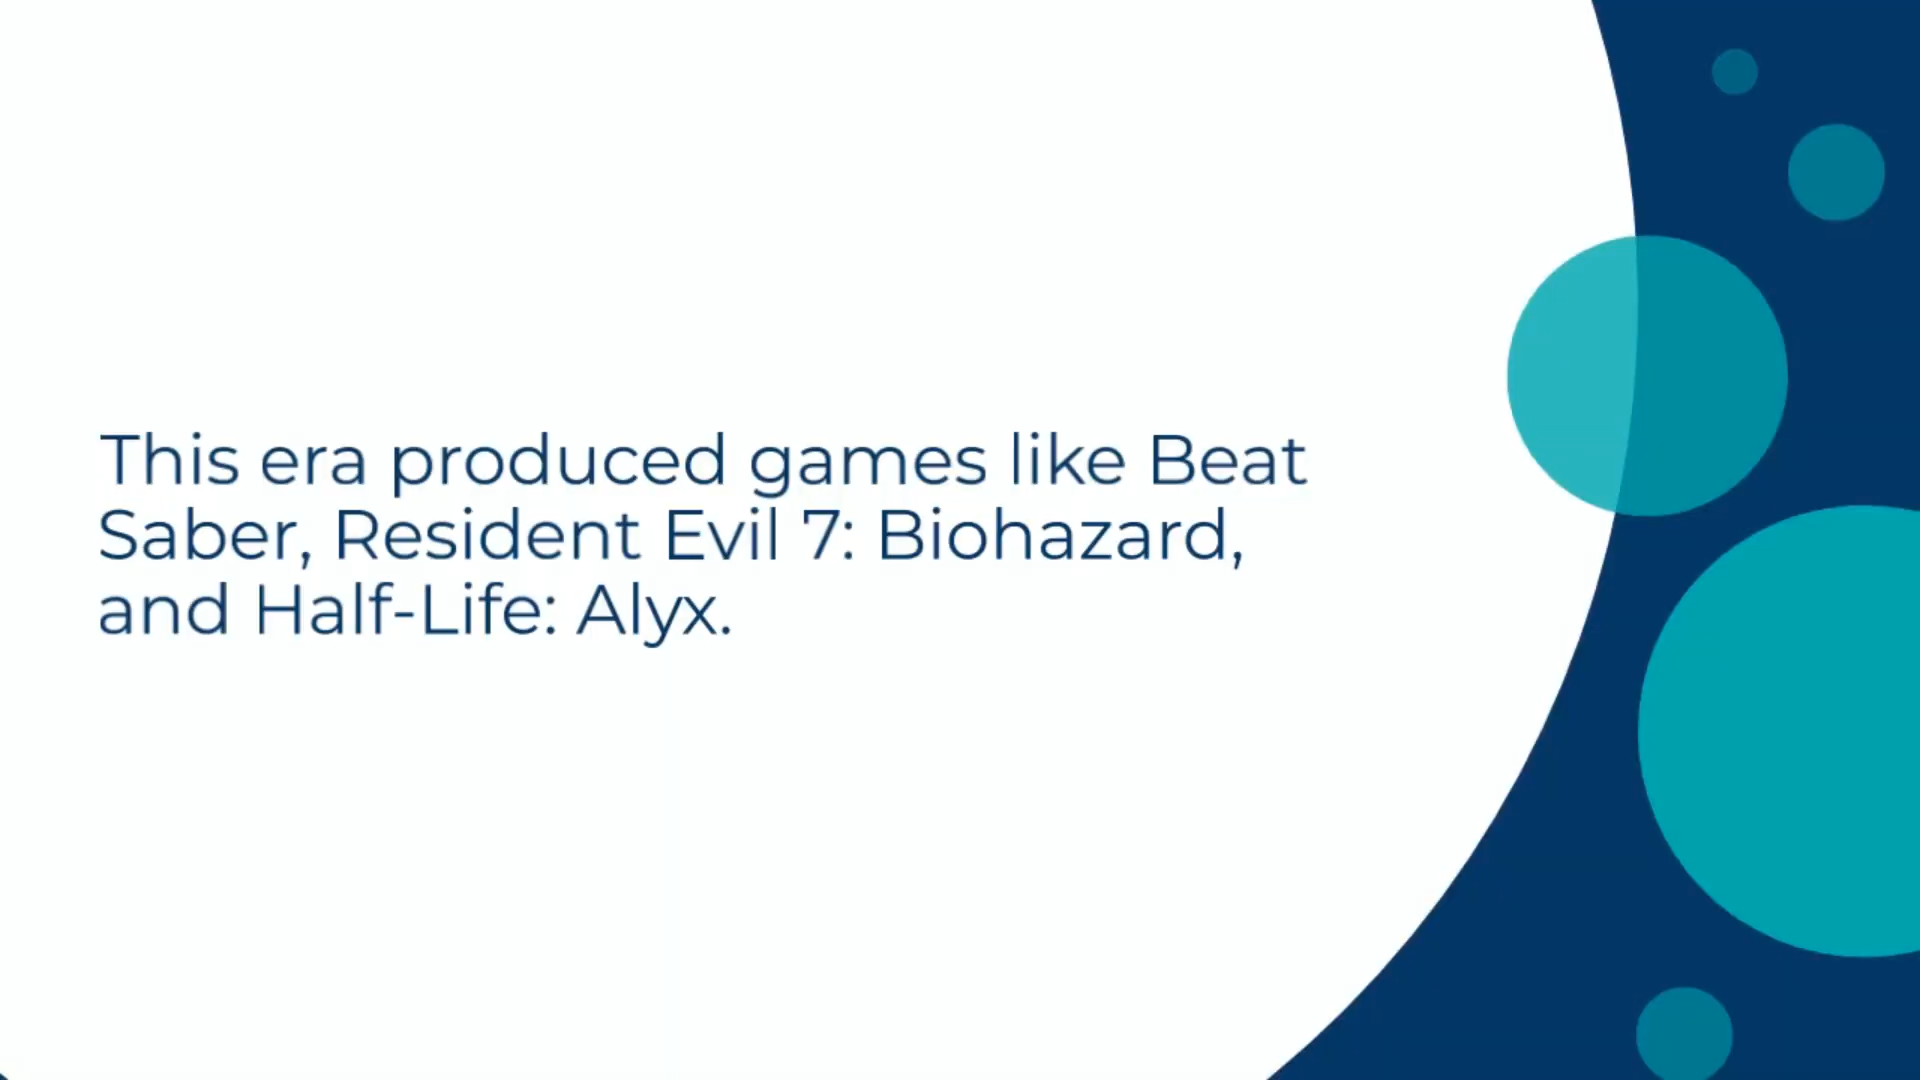 This era produced games like Beat
Saber, Resident Evil 7: Biohazard,
and Half-Life: Alyx.